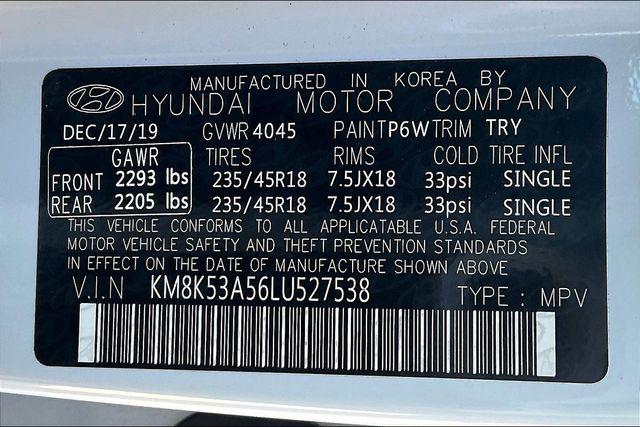 MANUFACTURED IN KOREA BY
HYUNDAI MOTOR COMPANY
DEC/17/19 GVWR 4045 PAINT P6W TRIM TRY
GAWR TIRES RIMS COLD TIRE INFL
FRONT 2293 lbs 235/45R18 7.5JX18 33psi SINGLE
REAR 2205 lbs 235/45R18 7.5JX18 33psi SINGLE
THIS VEHICLE CONFORMS TO ALL APPLICATABLE U.S.A. FEDERAL
MOTOR VEHICLE SAFETY AND THEFT PREVENTION STANDARDS
IN EFFECT ON THE DATE OF MANUFACTURE SHOWN ABOVE
V.I.N KM8K53A56LU527538 TYPE : MPV